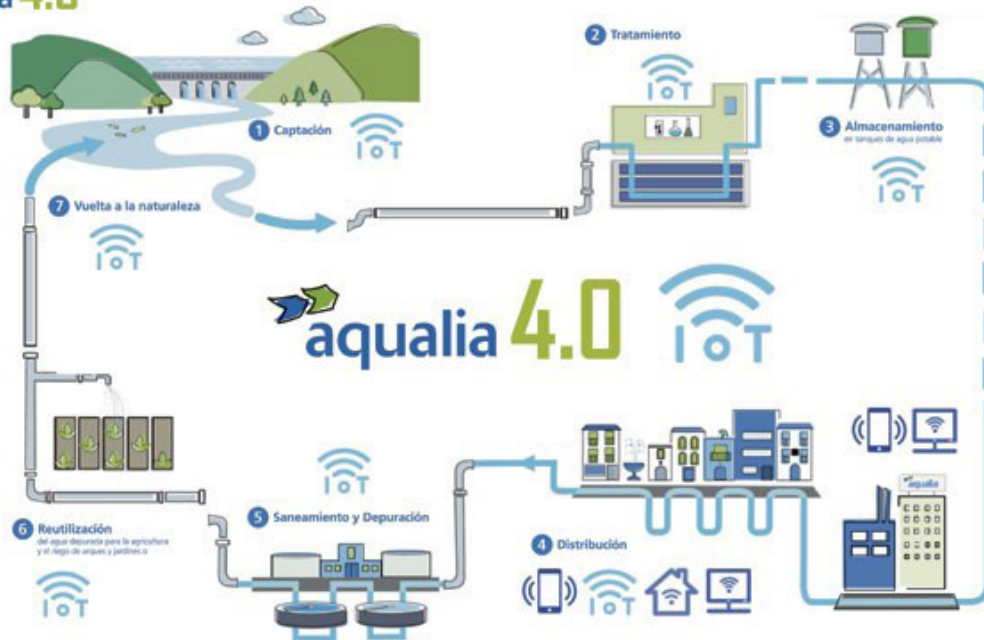 a 4.0
2 Tratamiento
IoT
1 Captación
IoT
3 Almacenamiento
en tanques de agua potable
IoT
7 Vuelta a la naturaleza
IoT
aqualia 4.0
IoT
aqualia
IoT
5 Saneamiento y Depuración
6 Reutilización
del agua depurada para la agricultura
y el riego de arques y jardines o
IoT
4 Distribución
IoT